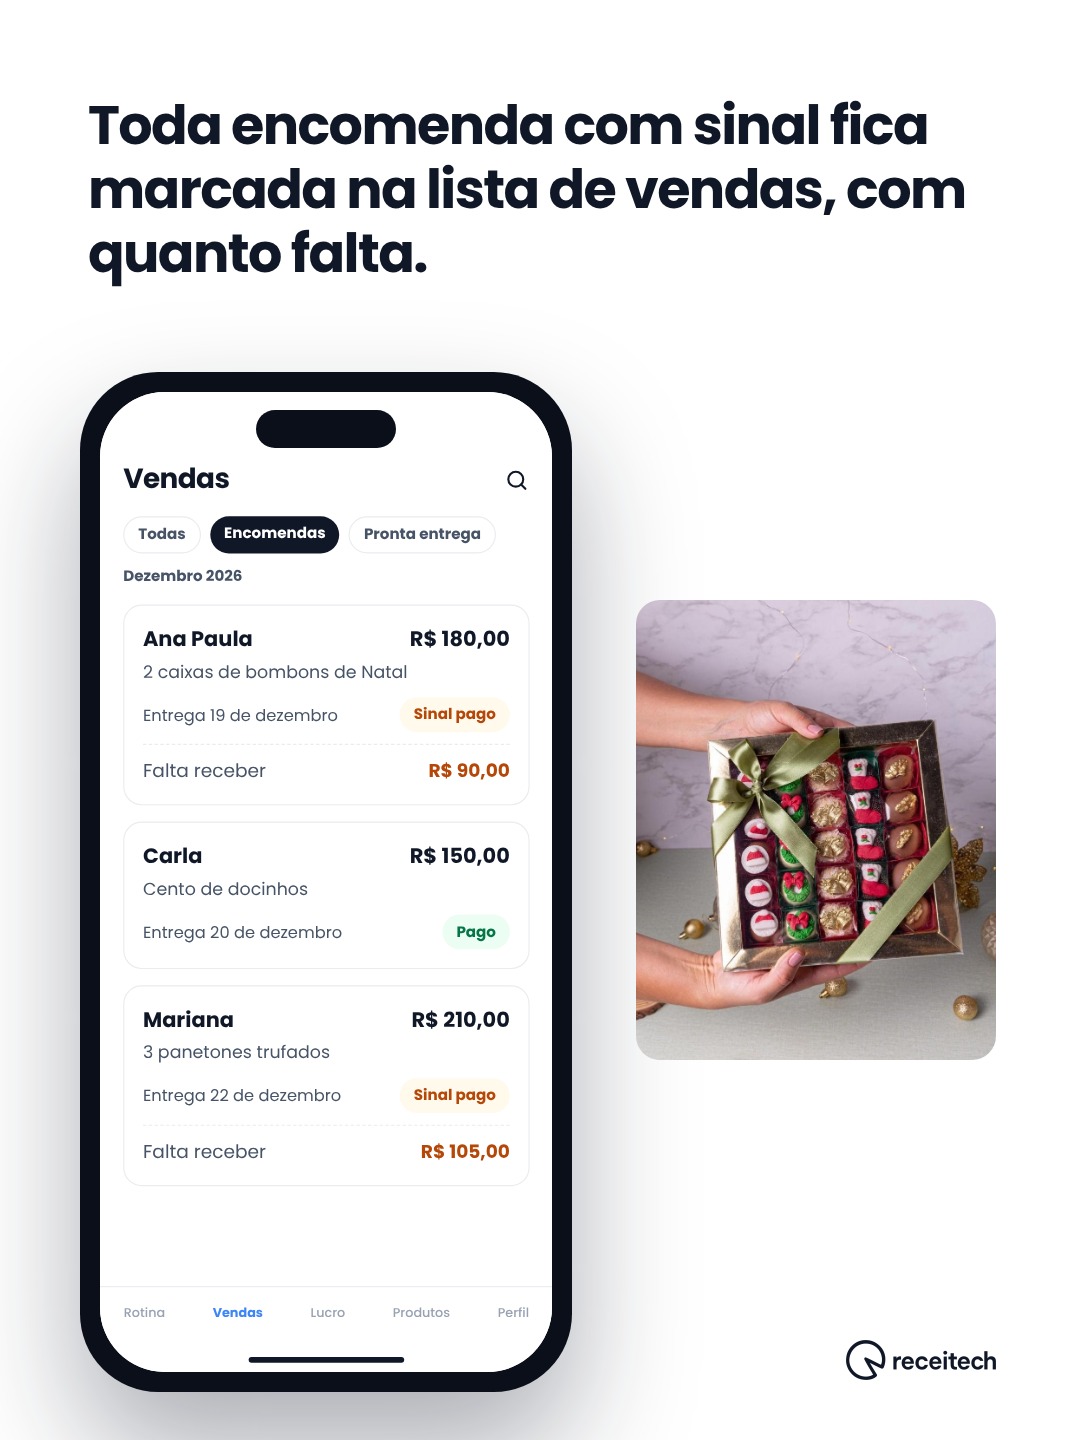 Toda encomenda com sinal fica
marcada na lista de vendas, com
quanto falta.
Vendas
Todas Encomendas Pronta entrega
Dezembro 2026
Ana Paula R$ 180,00
2 caixas de bombons de Natal
Entrega 19 de dezembro Sinal pago
Falta receber R$ 90,00
Carla R$ 150,00
Cento de docinhos
Entrega 20 de dezembro Pago
Mariana R$ 210,00
3 panetones trufados
Entrega 22 de dezembro Sinal pago
Falta receber R$ 105,00
Rotina Vendas Lucro Produtos Perfil
receitech